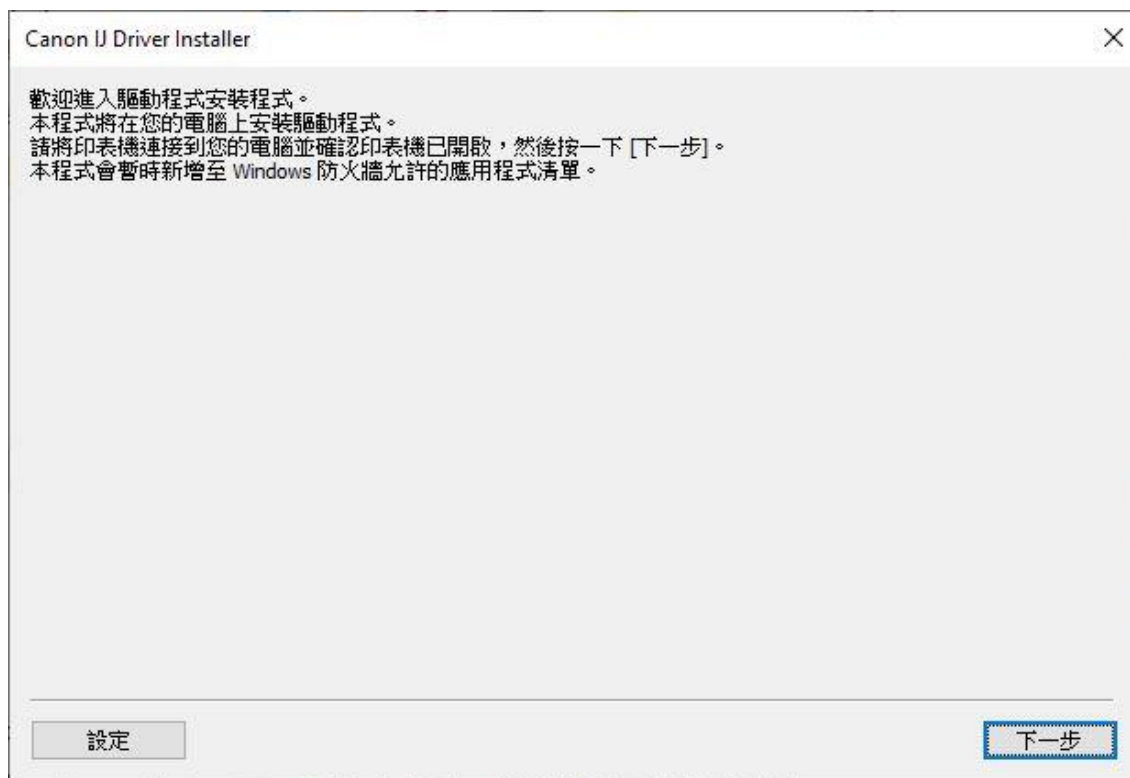 Canon IJ Driver Installer
歡迎進入驅動程式安裝程式。
本程式將在您的電腦上安裝驅動程式。
請將印表機連接到您的電腦並確認印表機已開啟，然後按一下 [下一步]。
本程式會暫時新增至 Windows 防火牆允許的應用程式清單。
設定
下一步